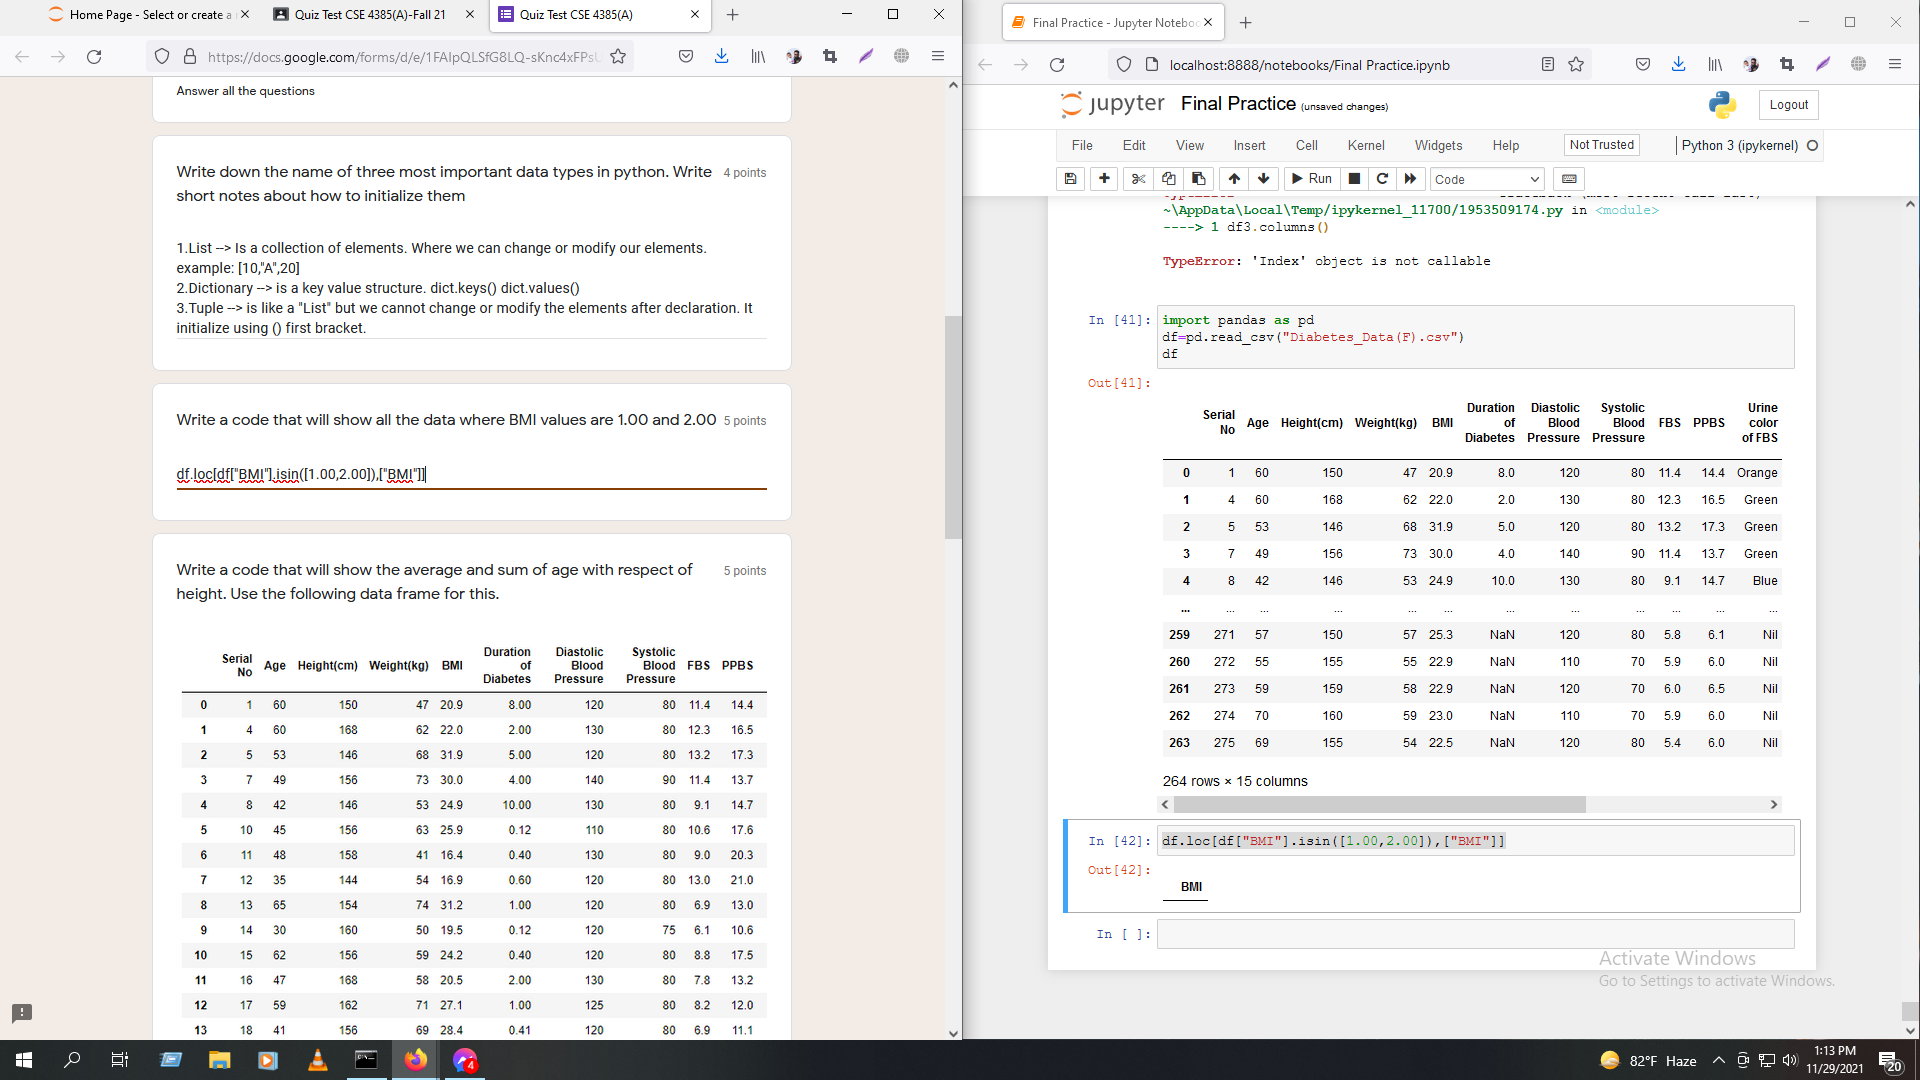 Home Page - Select or create a
Quiz Test CSE 4385(A)-Fall 21
Quiz Test CSE 4385(A)
https://docs.google.com/forms/d/e/1FAIpQLSfG8LQ-sKnc4xFPsU
Answer all the questions
Write down the name of three most important data types in python. Write 4 points
short notes about how to initialize them
1.List --> Is a collection of elements. Where we can change or modify our elements.
example: [10,"A",20]
2.Dictionary --> is a key value structure. dict.keys() dict.values()
3.Tuple --> is like a "List" but we cannot change or modify the elements after declaration. It
initialize using () first bracket.
Write a code that will show all the data where BMI values are 1.00 and 2.00 5 points
df.loc[df["BMI"].isin([1.00,2.00]),["BMI"]]
Write a code that will show the average and sum of age with respect of 5 points
height. Use the following data frame for this.
Serial No Age Height(cm) Weight(kg) BMI Duration of Diabetes Diastolic Blood Pressure Systolic Blood Pressure FBS PPBS
0 1 60 150 47 20.9 8.00 120 80 11.4 14.4
1 4 60 168 62 22.0 2.00 130 80 12.3 16.5
2 5 53 146 68 31.9 5.00 120 80 13.2 17.3
3 7 49 156 73 30.0 4.00 140 90 11.4 13.7
4 8 42 146 53 24.9 10.00 130 80 9.1 14.7
5 10 45 156 63 25.9 0.12 110 80 10.6 17.6
6 11 48 158 41 16.4 0.40 130 80 9.0 20.3
7 12 35 144 54 16.9 0.60 120 80 13.0 21.0
8 13 65 154 74 31.2 1.00 120 80 6.9 13.0
9 14 30 160 50 19.5 0.12 120 75 6.1 10.6
10 15 62 156 59 24.2 0.40 120 80 8.8 17.5
11 16 47 168 58 20.5 2.00 130 80 7.8 13.2
12 17 59 162 71 27.1 1.00 125 80 8.2 12.0
13 18 41 156 69 28.4 0.41 120 80 6.9 11.1
Final Practice - Jupyter Notebo
localhost:8888/notebooks/Final Practice.ipynb
jupyter Final Practice (unsaved changes)
Logout
File Edit View Insert Cell Kernel Widgets Help
Not Trusted
Python 3 (ipykernel)
Run
Code
~\AppData\Local\Temp/ipykernel_11700/1953509174.py in <module>
----> 1 df3.columns()
TypeError: 'Index' object is not callable
In [41]: import pandas as pd
df=pd.read_csv("Diabetes_Data(F).csv")
df
Out[41]:
Serial No Age Height(cm) Weight(kg) BMI Duration of Diabetes Diastolic Blood Pressure Systolic Blood Pressure FBS PPBS Urine color of FBS
0 1 60 150 47 20.9 8.0 120 80 11.4 14.4 Orange
1 4 60 168 62 22.0 2.0 130 80 12.3 16.5 Green
2 5 53 146 68 31.9 5.0 120 80 13.2 17.3 Green
3 7 49 156 73 30.0 4.0 140 90 11.4 13.7 Green
4 8 42 146 53 24.9 10.0 130 80 9.1 14.7 Blue
... ... ... ... ... ... ... ... ... ... ... ...
259 271 57 150 57 25.3 NaN 120 80 5.8 6.1 Nil
260 272 55 155 55 22.9 NaN 110 70 5.9 6.0 Nil
261 273 59 159 58 22.9 NaN 120 70 6.0 6.5 Nil
262 274 70 160 59 23.0 NaN 110 70 5.9 6.0 Nil
263 275 69 155 54 22.5 NaN 120 80 5.4 6.0 Nil
264 rows × 15 columns
In [42]: df.loc[df["BMI"].isin([1.00,2.00]),["BMI"]]
Out[42]:
BMI
In [ ]:
Activate Windows
Go to Settings to activate Windows.
4
82°F Haze
1:13 PM
11/29/2021
20